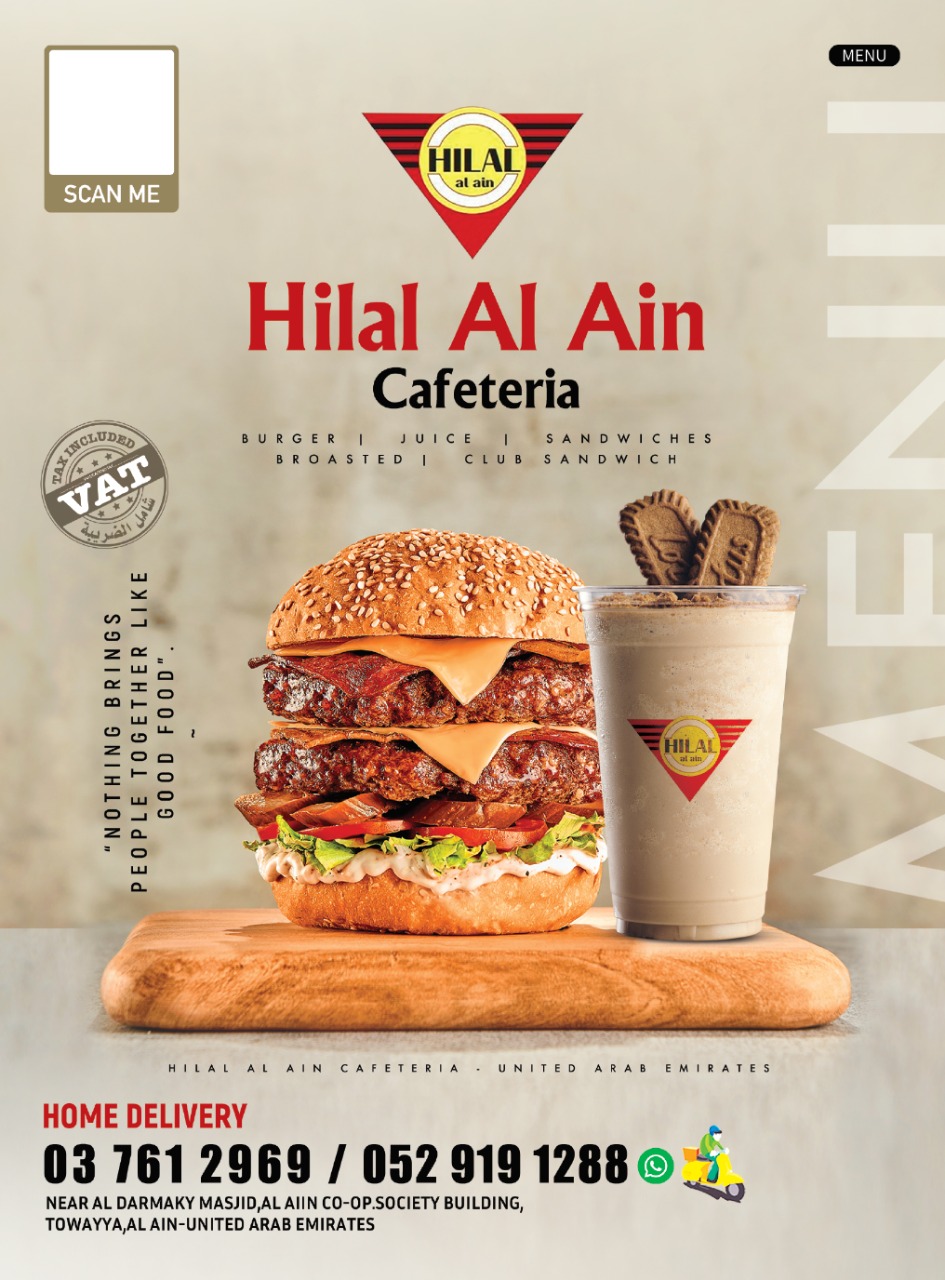 MENU
SCAN ME
HILAL
al ain
Hilal Al Ain
Cafeteria
BURGER | JUICE | SANDWICHES
BROASTED | CLUB SANDWICH
TAX INCLUDED
VAT
شامل الضريبة
"NOTHING BRINGS
PEOPLE TOGETHER LIKE
GOOD FOOD".
~
MENU
HILAL
al ain
HILAL AL AIN CAFETERIA - UNITED ARAB EMIRATES
HOME DELIVERY
03 761 2969 / 052 919 1288
NEAR AL DARMAKY MASJID,AL AIIN CO-OP.SOCIETY BUILDING,
TOWAYYA,AL AIN-UNITED ARAB EMIRATES